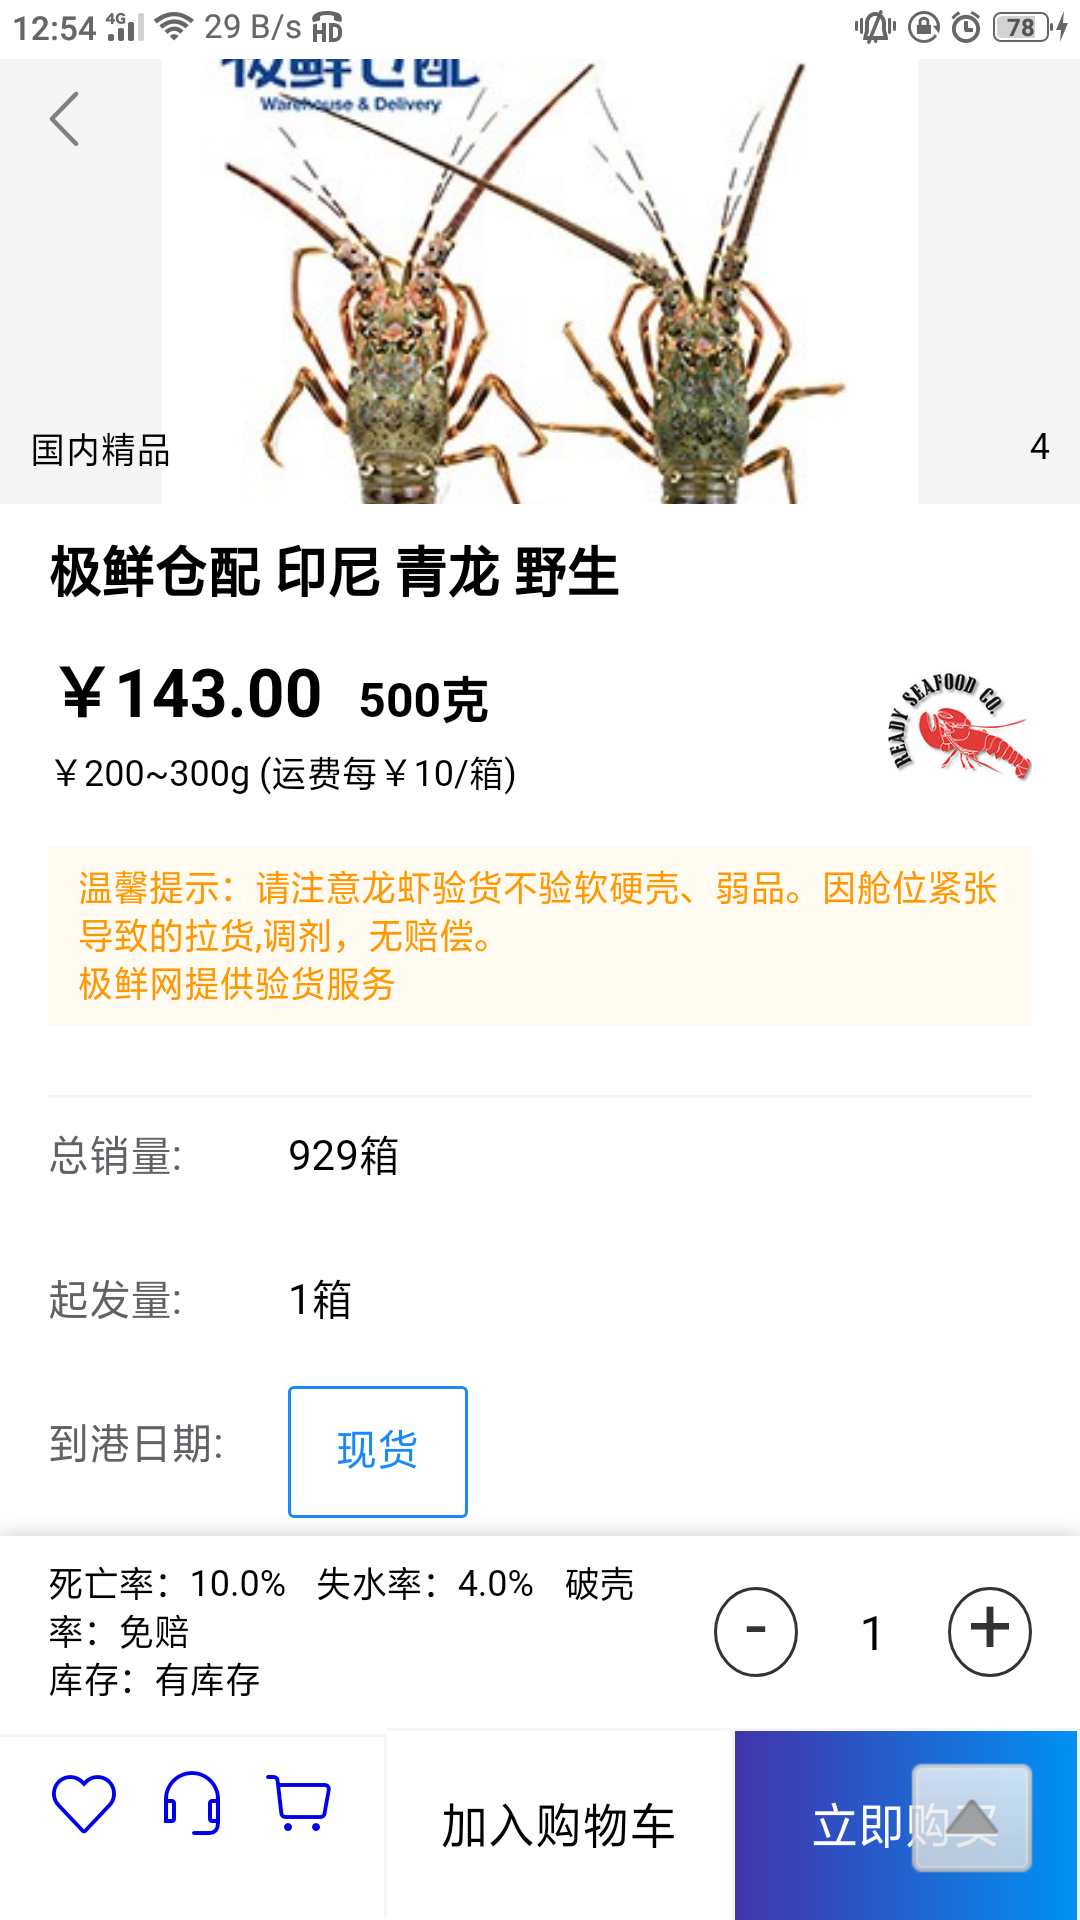 12:54 4G 29 B/s HD 78
极鲜仓配
Warehouse & Delivery
国内精品 4
极鲜仓配 印尼 青龙 野生
￥143.00 500克
READY SEAFOOD CO.
￥200~300g (运费每￥10/箱)
温馨提示：请注意龙虾验货不验软硬壳、弱品。因舱位紧张
导致的拉货,调剂，无赔偿。
极鲜网提供验货服务
总销量: 929箱
起发量: 1箱
到港日期: 现货
死亡率：10.0% 失水率：4.0% 破壳
率：免赔
库存：有库存
- 1 +
加入购物车 立即购买